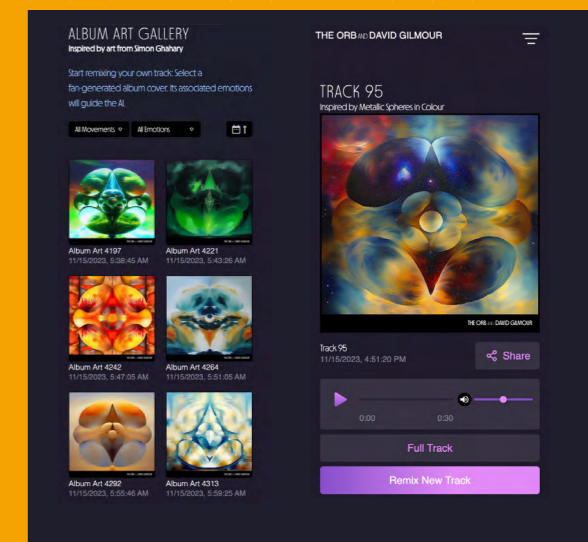 ALBUM ART GALLERY
Inspired by art from Simon Ghahary
Start remixing your own track: Select a
fan-generated album cover. Its associated emotions
will guide the AI.
All Movements
All Emotions
Album Art 4197
11/15/2023, 5:38:45 AM
Album Art 4221
11/15/2023, 5:43:26 AM
Album Art 4242
11/15/2023, 5:47:05 AM
Album Art 4264
11/15/2023, 5:51:05 AM
Album Art 4292
11/15/2023, 5:55:46 AM
Album Art 4313
11/15/2023, 5:59:25 AM
THE ORB AND DAVID GILMOUR
TRACK 95
Inspired by Metallic Spheres in Colour
THE ORB AND DAVID GILMOUR
Track 95
11/15/2023, 4:51:20 PM
Share
0:00
0:30
Full Track
Remix New Track